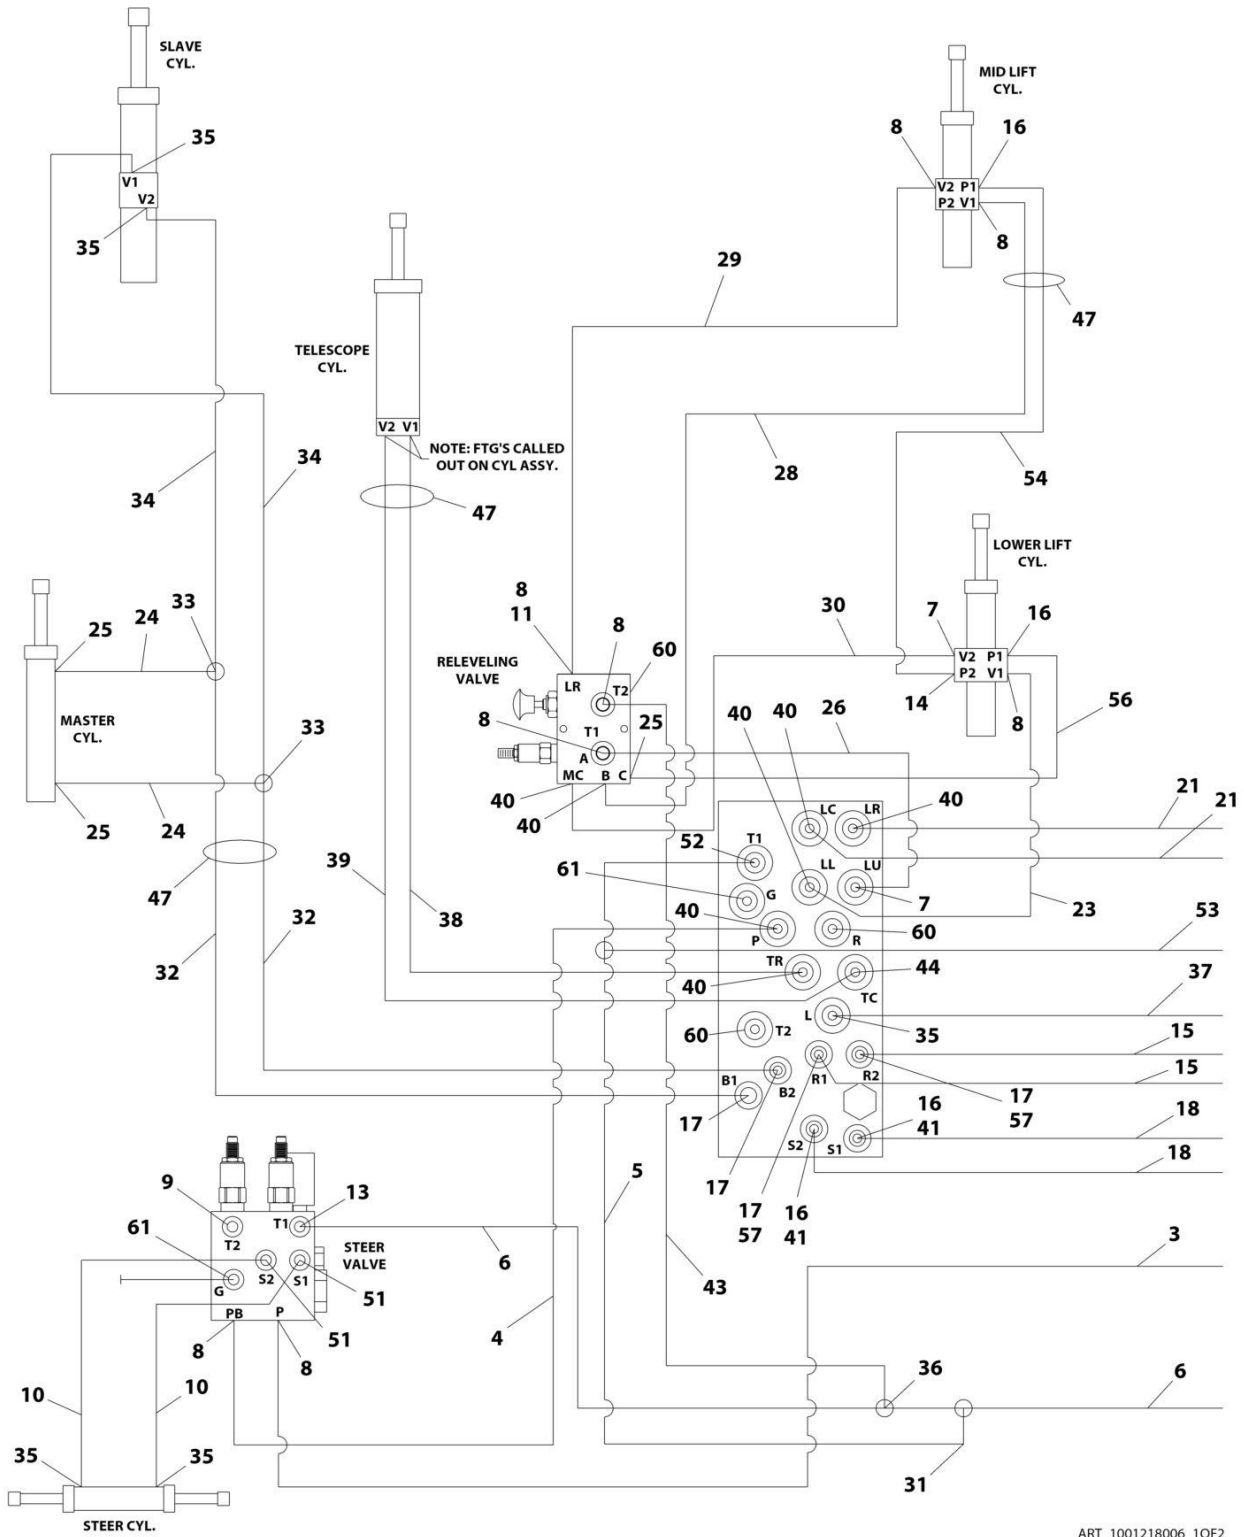 SLAVE
CYL.
MID LIFT
CYL.
35
8
16
V1
V2
V2 P1
P2 V1
35
8
29
47
TELESCOPE
CYL.
V2 V1
NOTE: FTG'S CALLED
OUT ON CYL ASSY.
28
54
34
34
47
LOWER LIFT
CYL.
33
24
25
8
11
8
60
30
7
16
RELEVELING
VALVE
LR
T2
V2 P1
P2 V1
14
8
MASTER
CYL.
33
8
T1
A
25
40
40
26
56
MC B C
40
40
25
24
LC
LR
40
21
21
47
39
52
T1
61
G
LL
LU
7
23
38
40
P
R
60
53
32
32
TR
40
44
TC
37
L
35
60
T2
15
15
B1
B2
R1
R2
17
17
57
16
41
18
S2
S1
18
5
17
17
57
16
41
9
13
61
T1
T2
STEER
VALVE
6
3
S2
S1
G
51
43
PB
P
51
4
8
8
10
10
36
6
35
35
31
STEER CYL.
ART_1001218006_1OF2